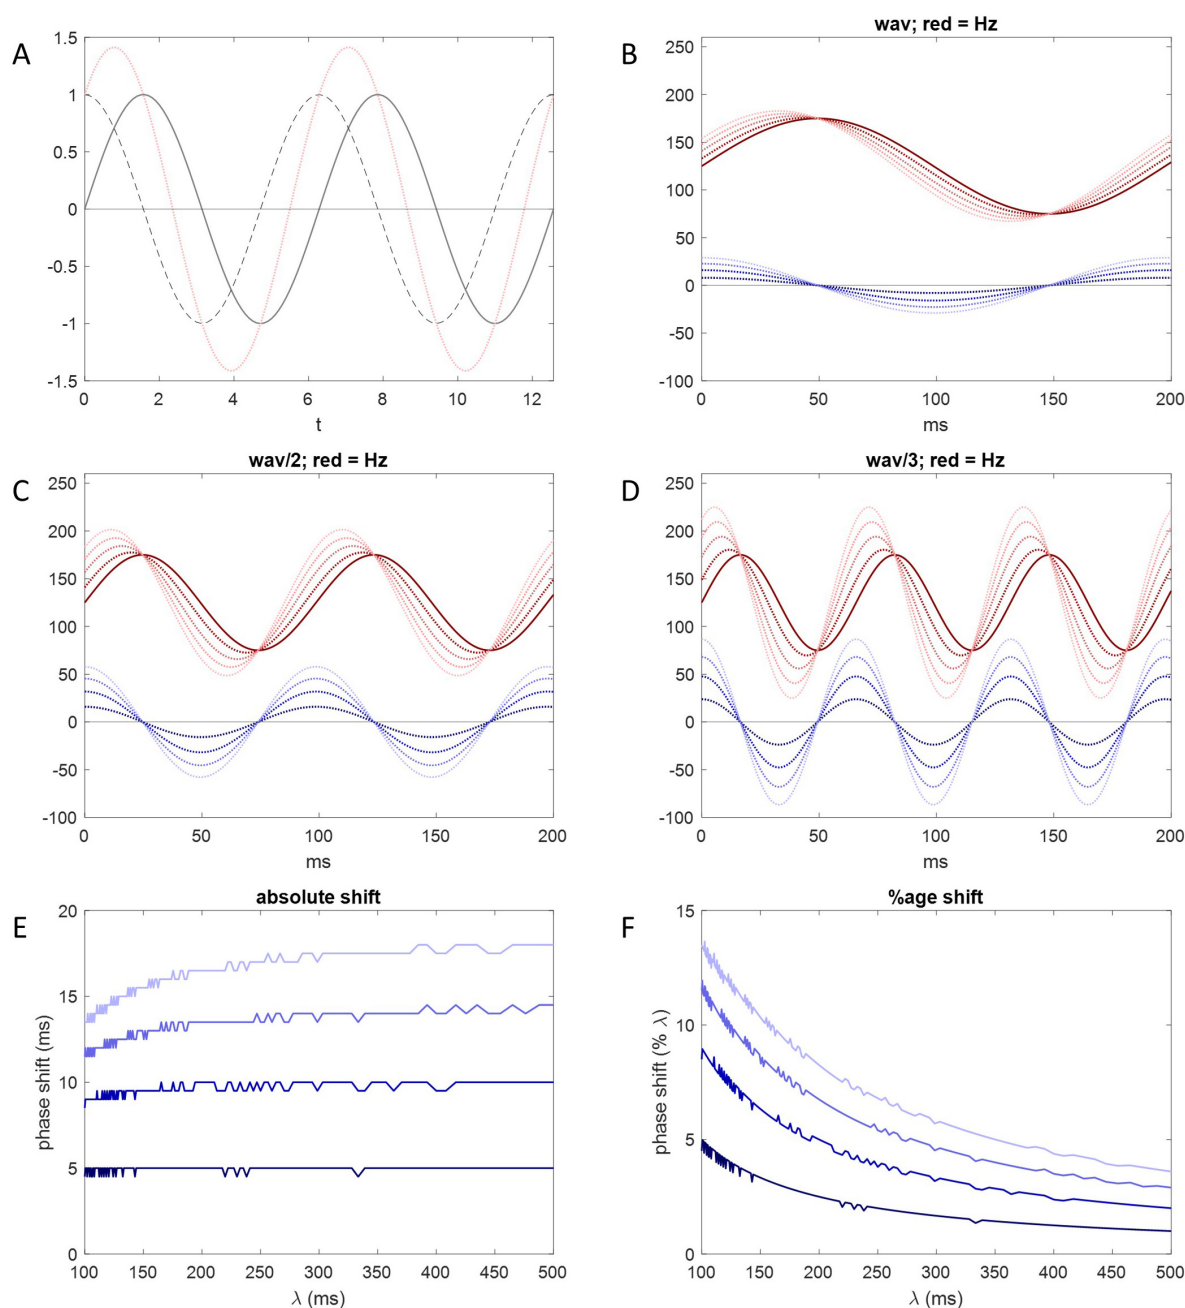 A
1.5
1
0.5
0
-0.5
-1
-1.5
0 2 4 6 8 10 12
t
B
wav; red = Hz
250
200
150
100
50
0
-50
-100
0 50 100 150 200
ms
C
wav/2; red = Hz
250
200
150
100
50
0
-50
-100
0 50 100 150 200
ms
D
wav/3; red = Hz
250
200
150
100
50
0
-50
-100
0 50 100 150 200
ms
E
absolute shift
phase shift (ms)
20
15
10
5
0
100 150 200 250 300 350 400 450 500
λ (ms)
F
%age shift
phase shift (% λ)
15
10
5
0
100 150 200 250 300 350 400 450 500
λ (ms)